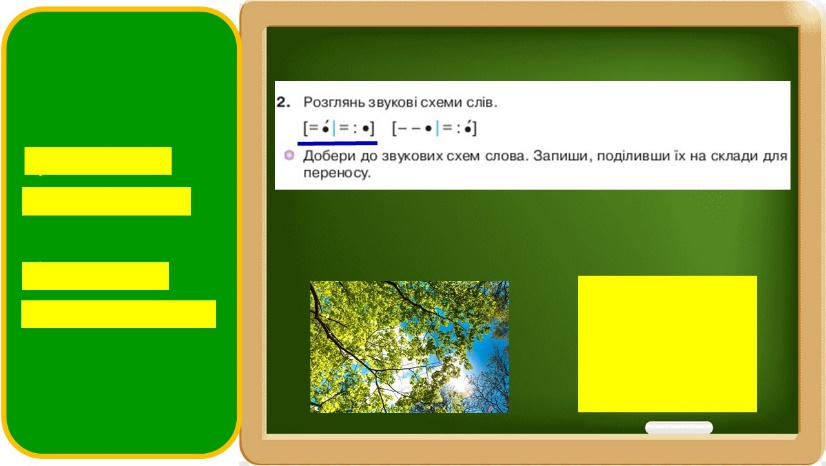 2. Розглянь звукові схеми слів.
[= •́ | = : •] [– – • | = : •́]
Добери до звукових схем слова. Запиши, поділивши їх на склади для
переносу.